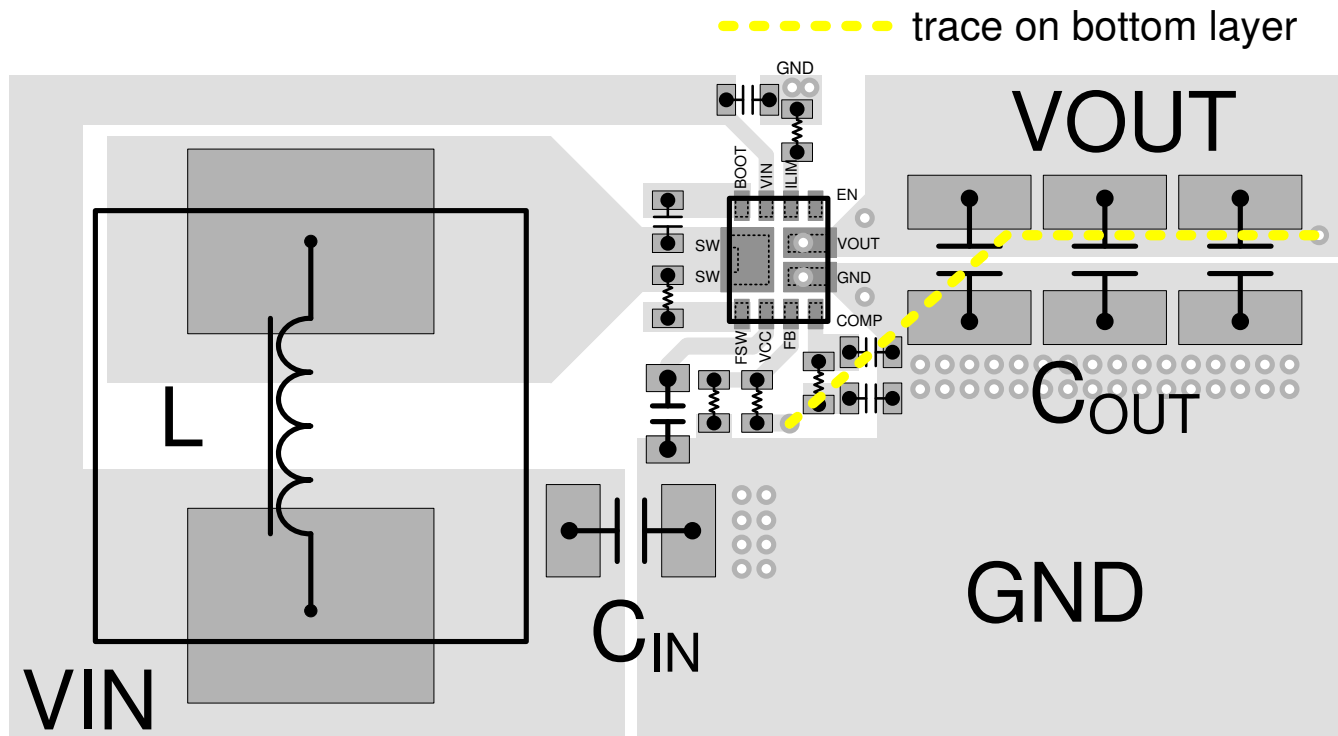 trace on bottom layer
GND
VOUT
BOOT
VIN
ILIM
EN
SW
VOUT
SW
GND
COMP
FSW
VCC
FB
L
COUT
GND
CIN
VIN